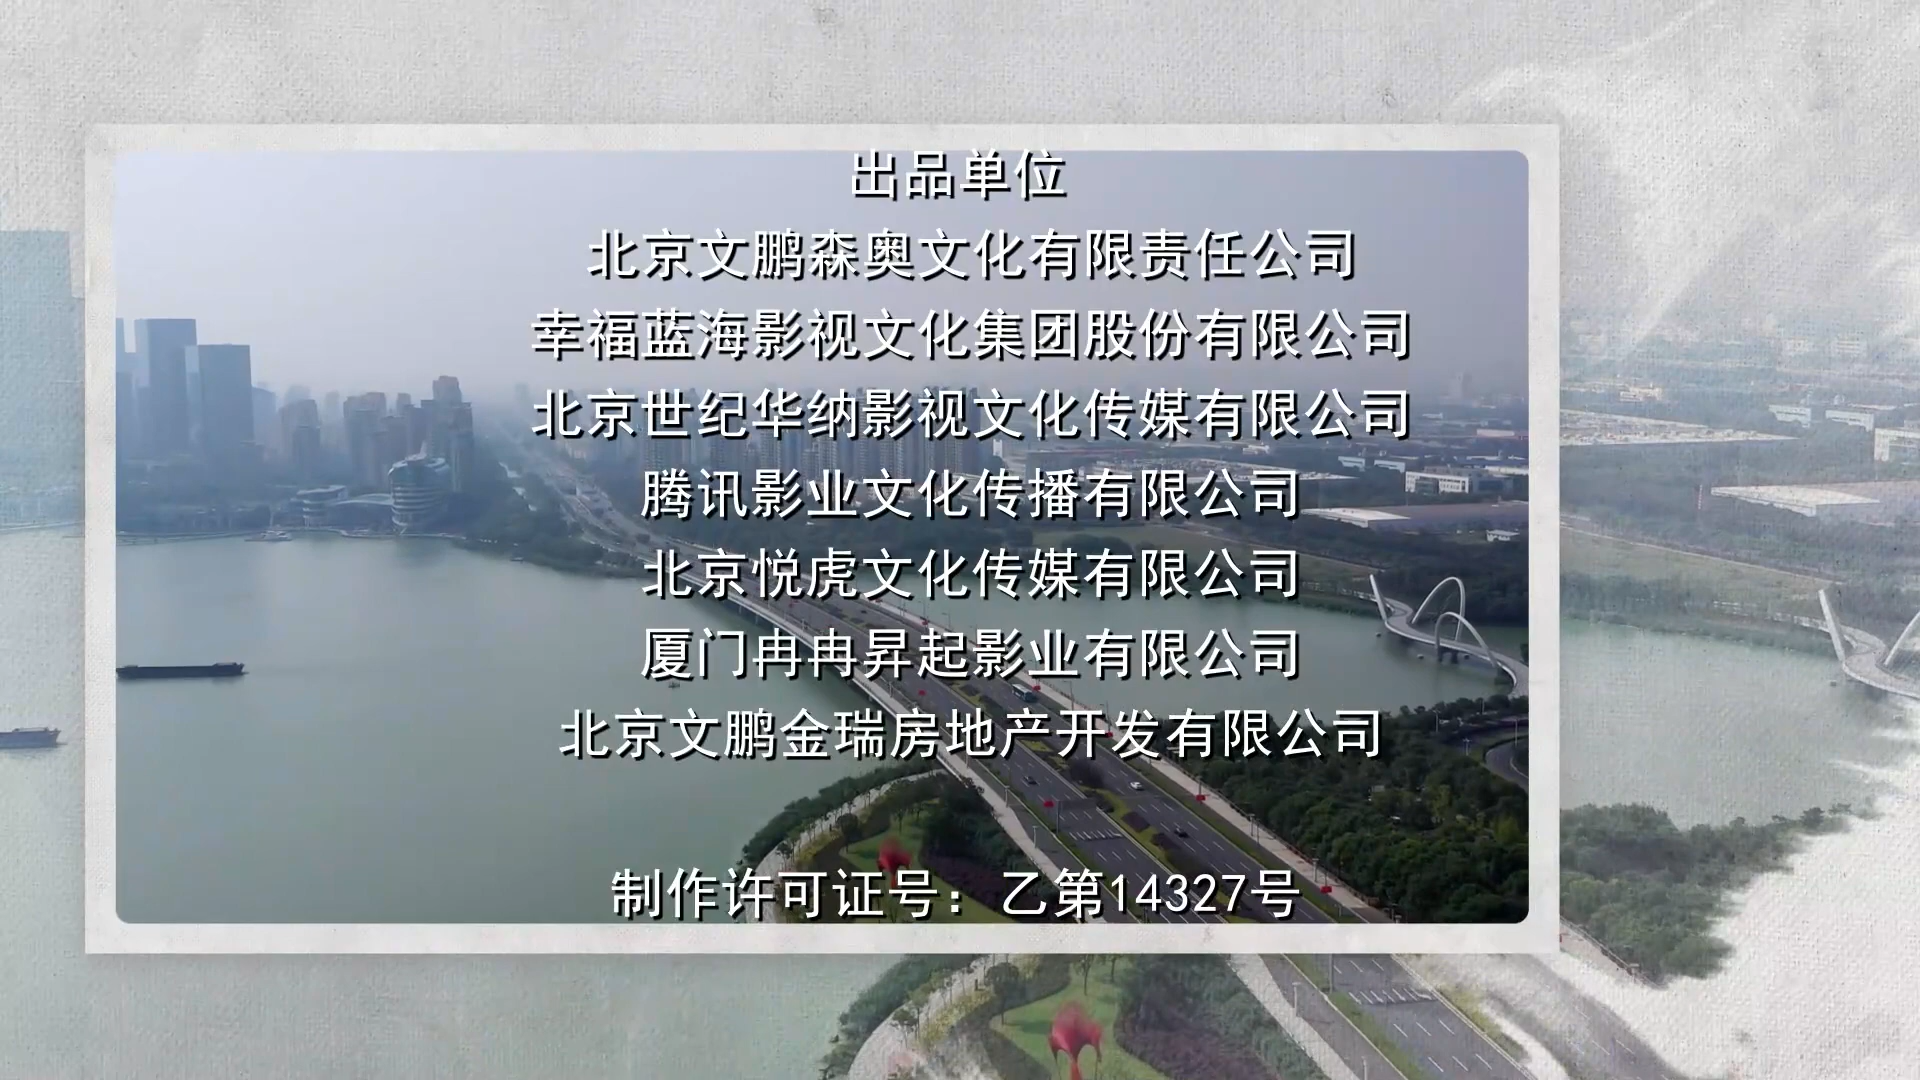 出品单位
北京文鹏森奥文化有限责任公司
幸福蓝海影视文化集团股份有限公司
北京世纪华纳影视文化传媒有限公司
腾讯影业文化传播有限公司
北京悦虎文化传媒有限公司
厦门冉冉昇起影业有限公司
北京文鹏金瑞房地产开发有限公司
制作许可证号：乙第14327号